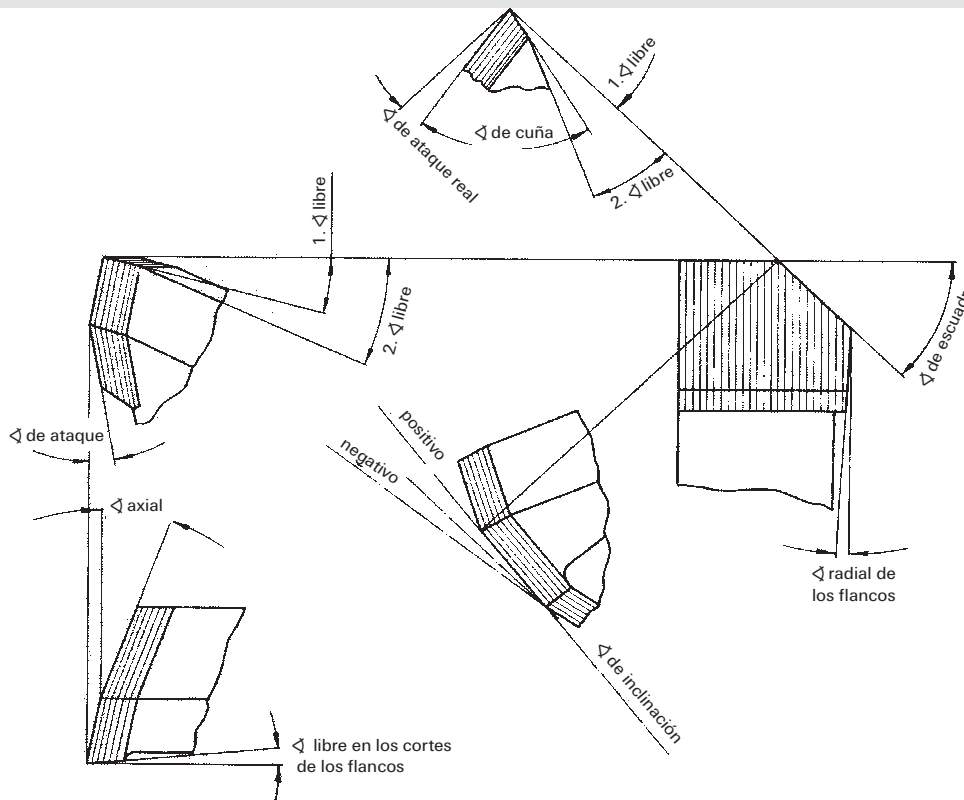 1. ∢ libre
∢ de ataque real
∢ de cuña
2. ∢ libre
1. ∢ libre
2. ∢ libre
∢ de escuadr
∢ de ataque
positivo
negativo
∢ axial
∢ radial de
los flancos
∢ de inclinación
∢ libre en los cortes
de los flancos